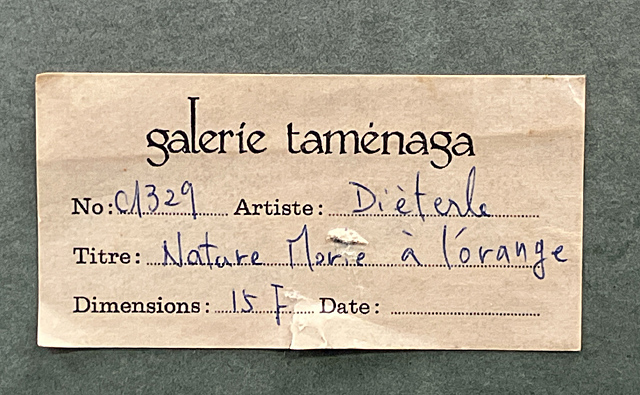 galerie taménaga
No: C1329 Artiste: Dièterle
Titre: Nature Morte à l'orange
Dimensions: 15 F Date: